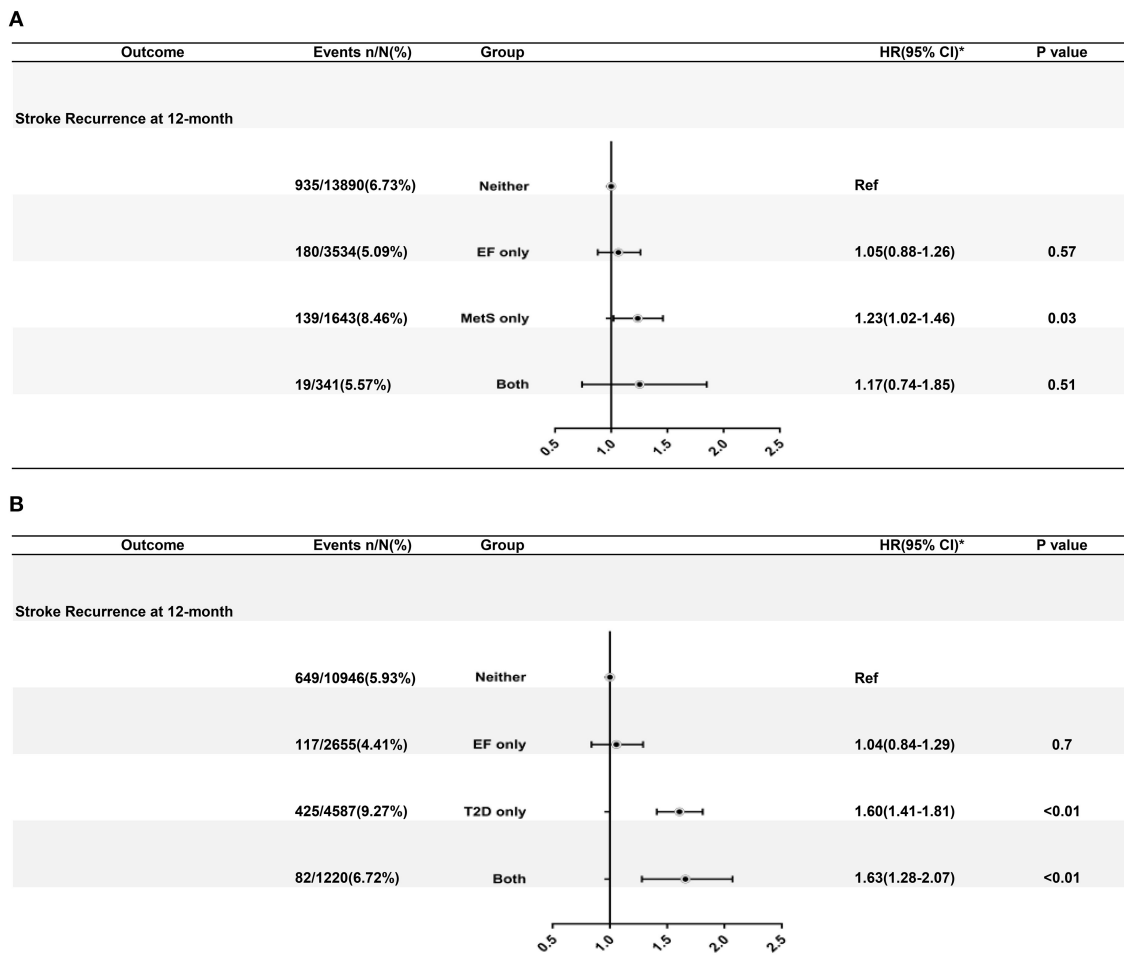 A
Outcome Events n/N(%) Group HR(95% CI)* P value
Stroke Recurrence at 12-month
935/13890(6.73%) Neither Ref
180/3534(5.09%) EF only 1.05(0.88-1.26) 0.57
139/1643(8.46%) MetS only 1.23(1.02-1.46) 0.03
19/341(5.57%) Both 1.17(0.74-1.85) 0.51
0.5 1.0 1.5 2.0 2.5
B
Outcome Events n/N(%) Group HR(95% CI)* P value
Stroke Recurrence at 12-month
649/10946(5.93%) Neither Ref
117/2655(4.41%) EF only 1.04(0.84-1.29) 0.7
425/4587(9.27%) T2D only 1.60(1.41-1.81) <0.01
82/1220(6.72%) Both 1.63(1.28-2.07) <0.01
0.5 1.0 1.5 2.0 2.5